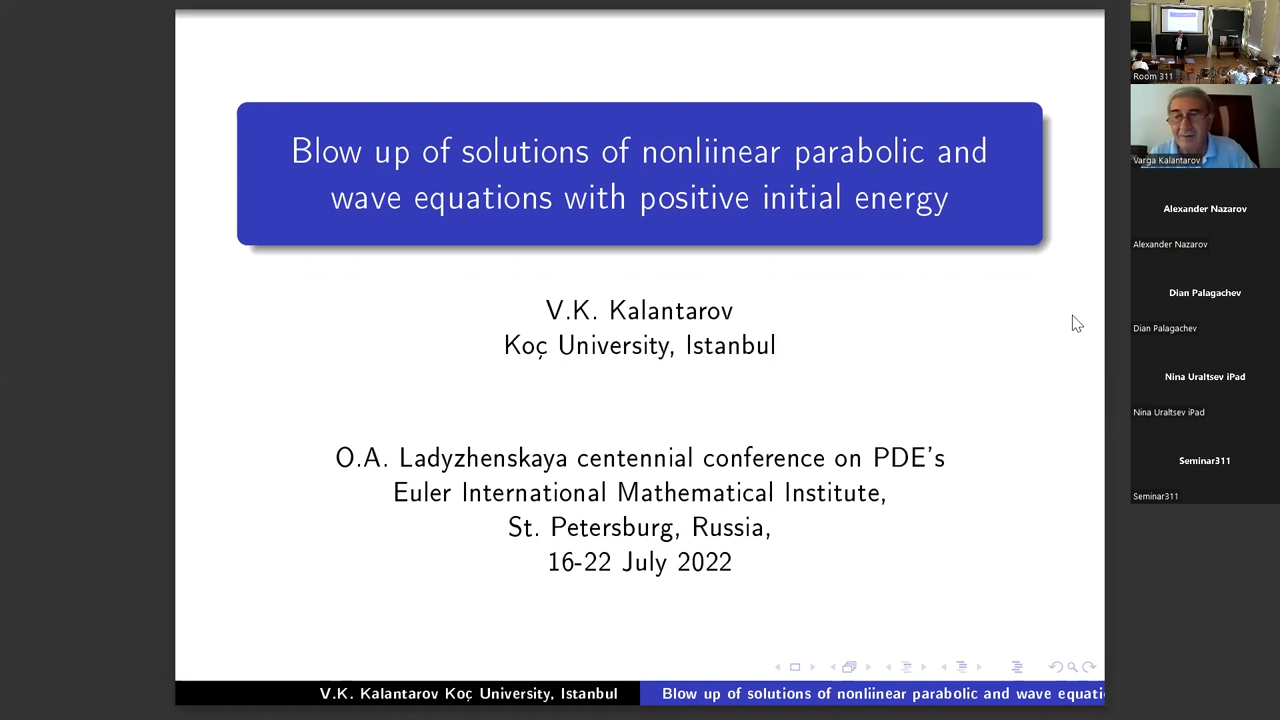 Blow up of solutions of nonliinear parabolic and
wave equations with positive initial energy
V.K. Kalantarov
Koç University, Istanbul
O.A. Ladyzhenskaya centennial conference on PDE's
Euler International Mathematical Institute,
St. Petersburg, Russia,
16-22 July 2022
V.K. Kalantarov Koç University, Istanbul
Blow up of solutions of nonliinear parabolic and wave equati
Room 311
Varga Kalantarov
Alexander Nazarov
Alexander Nazarov
Dian Palagachev
Dian Palagachev
Nina Uraltsev iPad
Nina Uraltsev iPad
Seminar311
Seminar311